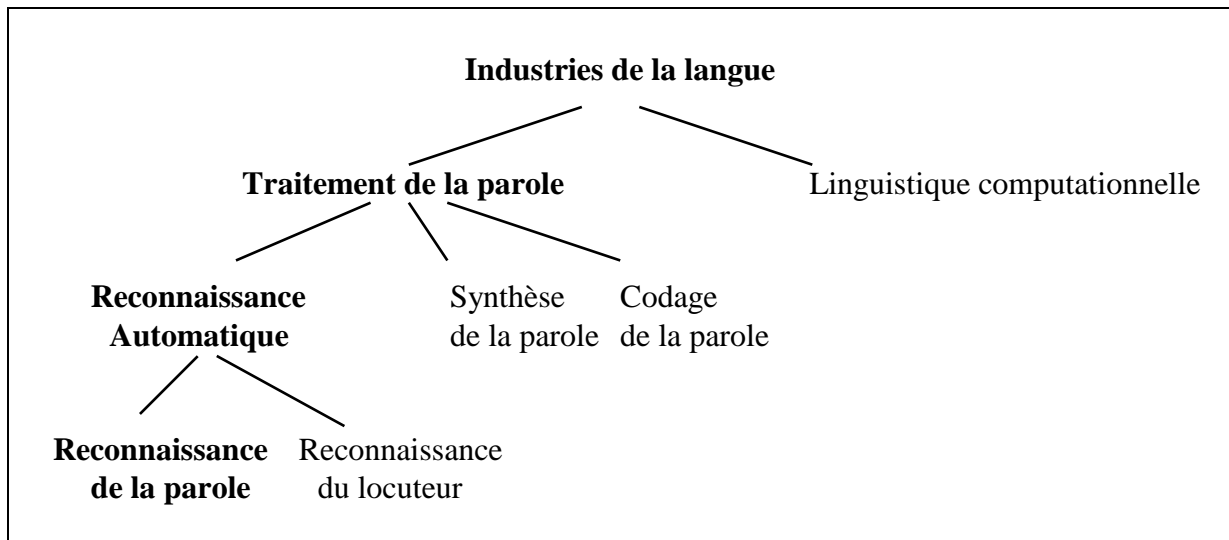 Industries de la langue
Traitement de la parole
Linguistique computationnelle
Reconnaissance
Automatique
Synthèse
de la parole
Codage
de la parole
Reconnaissance
de la parole
Reconnaissance
du locuteur